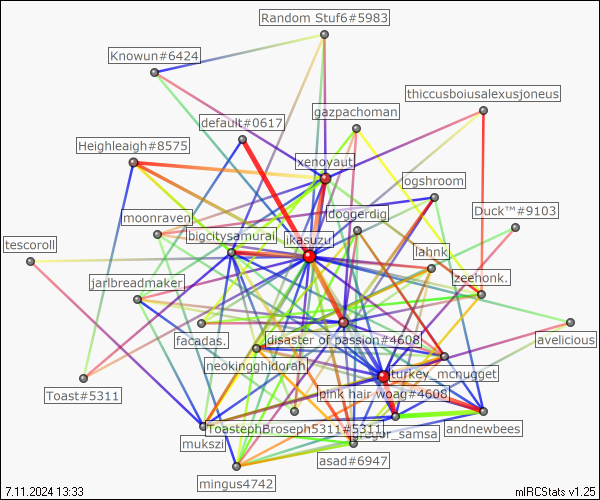 Random Stuf6#5983
Knowun#6424
thiccusboiusalexusjoneus
gazpachoman
default#0617
Heighleaigh#8575
xenoyaut
ogshroom
moonraven
doggerdig
Duck™#9103
bigcitysamurai
ikasuzu
tescoroll
lahnk
zeehonk.
jarlbreadmaker
facadas.
disaster of passion#4608
avelicious
neokingghidorah
turkey_mcnugget
Toast#5311
pink hair woag#4608
ToastephBroseph5311#5311
gregor_samsa
andrewbees
mukszi
asad#6947
mingus4742
7.11.2024 13:33
mIRCStats v1.25